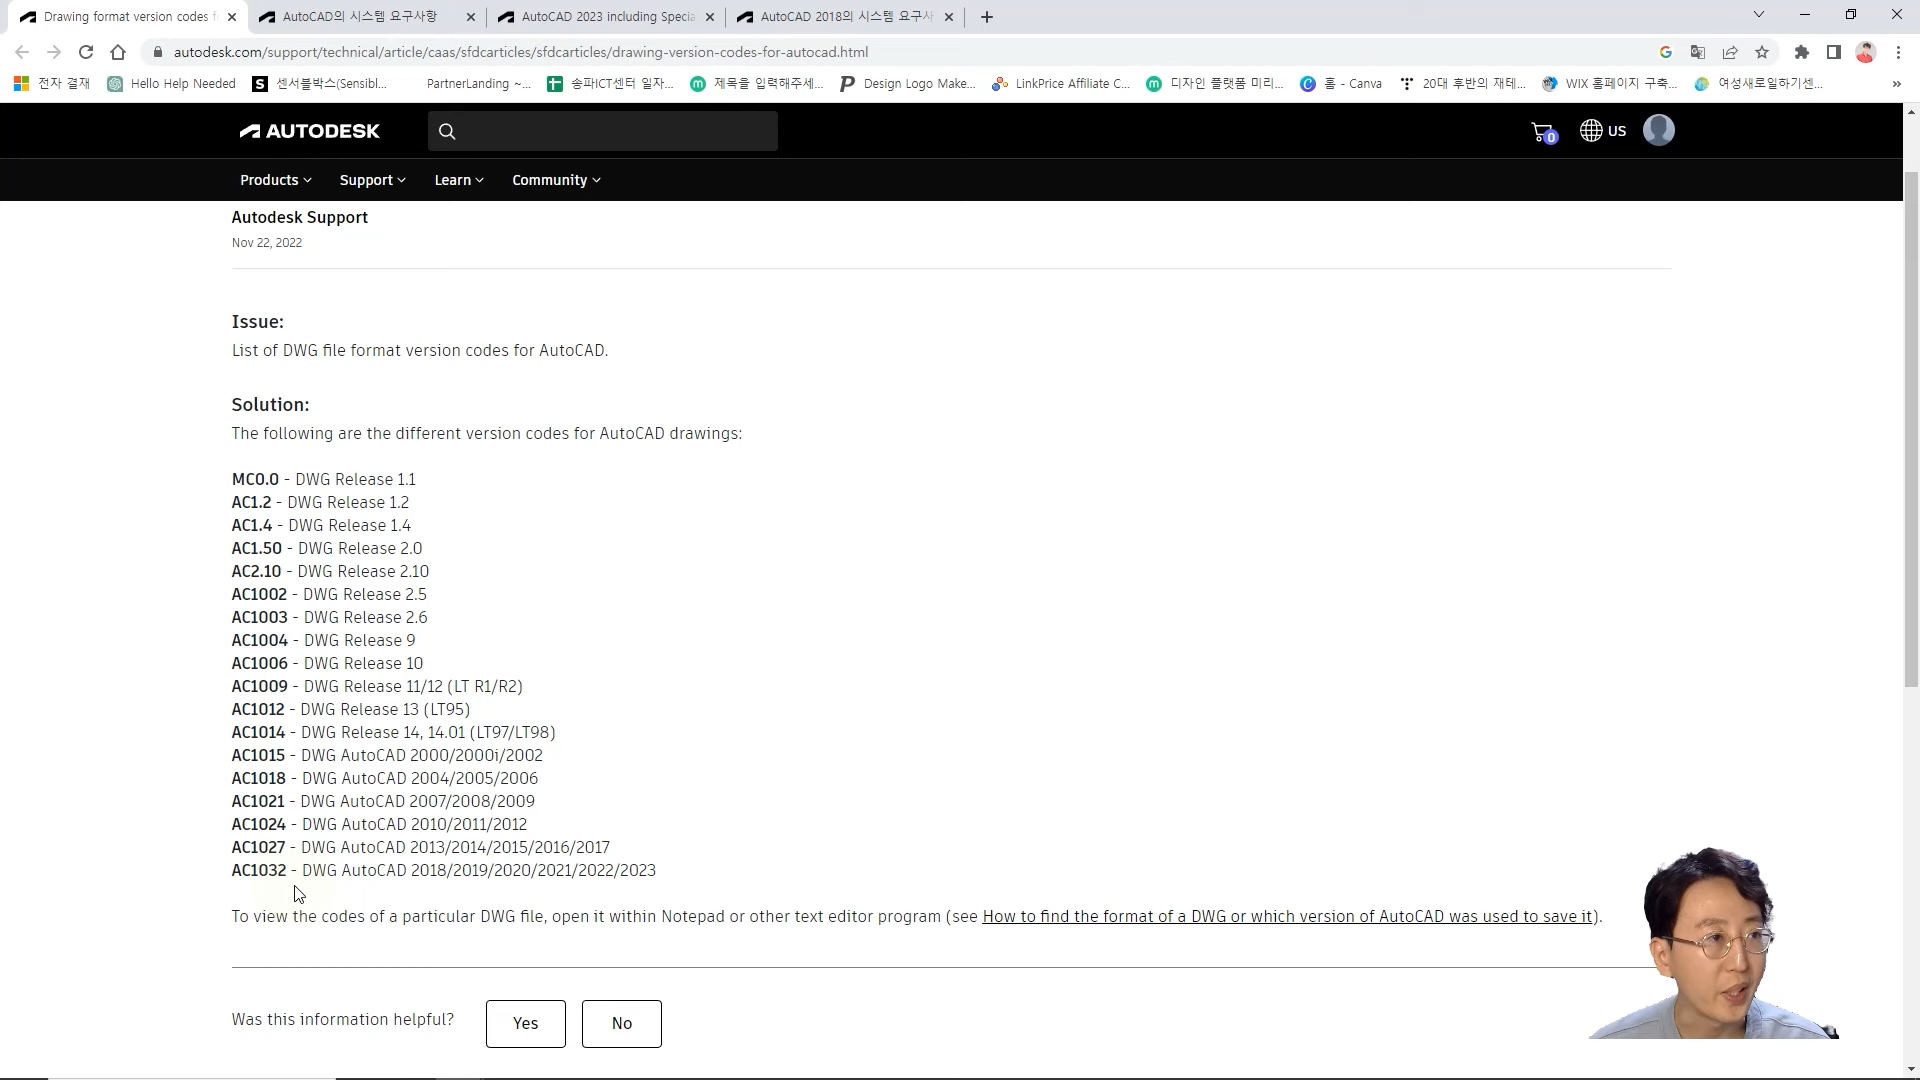 Drawing format version codes f
AutoCAD의 시스템 요구사항
AutoCAD 2023 including Specia
AutoCAD 2018의 시스템 요구사
autodesk.com/support/technical/article/caas/sfdcarticles/sfdcarticles/drawing-version-codes-for-autocad.html
전자 결재
Hello Help Needed
센서블박스(Sensibl...
PartnerLanding ~...
송파ICT센터 일자...
제목을 입력해주세...
Design Logo Make...
LinkPrice Affiliate C...
디자인 플랫폼 미리...
홈 - Canva
20대 후반의 재테...
WIX 홈페이지 구축...
여성새로일하기센...
»
AUTODESK
0
US
Products
Support
Learn
Community
Autodesk Support
Nov 22, 2022
Issue:
List of DWG file format version codes for AutoCAD.
Solution:
The following are the different version codes for AutoCAD drawings:
MC0.0 - DWG Release 1.1
AC1.2 - DWG Release 1.2
AC1.4 - DWG Release 1.4
AC1.50 - DWG Release 2.0
AC2.10 - DWG Release 2.10
AC1002 - DWG Release 2.5
AC1003 - DWG Release 2.6
AC1004 - DWG Release 9
AC1006 - DWG Release 10
AC1009 - DWG Release 11/12 (LT R1/R2)
AC1012 - DWG Release 13 (LT95)
AC1014 - DWG Release 14, 14.01 (LT97/LT98)
AC1015 - DWG AutoCAD 2000/2000i/2002
AC1018 - DWG AutoCAD 2004/2005/2006
AC1021 - DWG AutoCAD 2007/2008/2009
AC1024 - DWG AutoCAD 2010/2011/2012
AC1027 - DWG AutoCAD 2013/2014/2015/2016/2017
AC1032 - DWG AutoCAD 2018/2019/2020/2021/2022/2023
To view the codes of a particular DWG file, open it within Notepad or other text editor program (see How to find the format of a DWG or which version of AutoCAD was used to save it).
Was this information helpful?
Yes
No